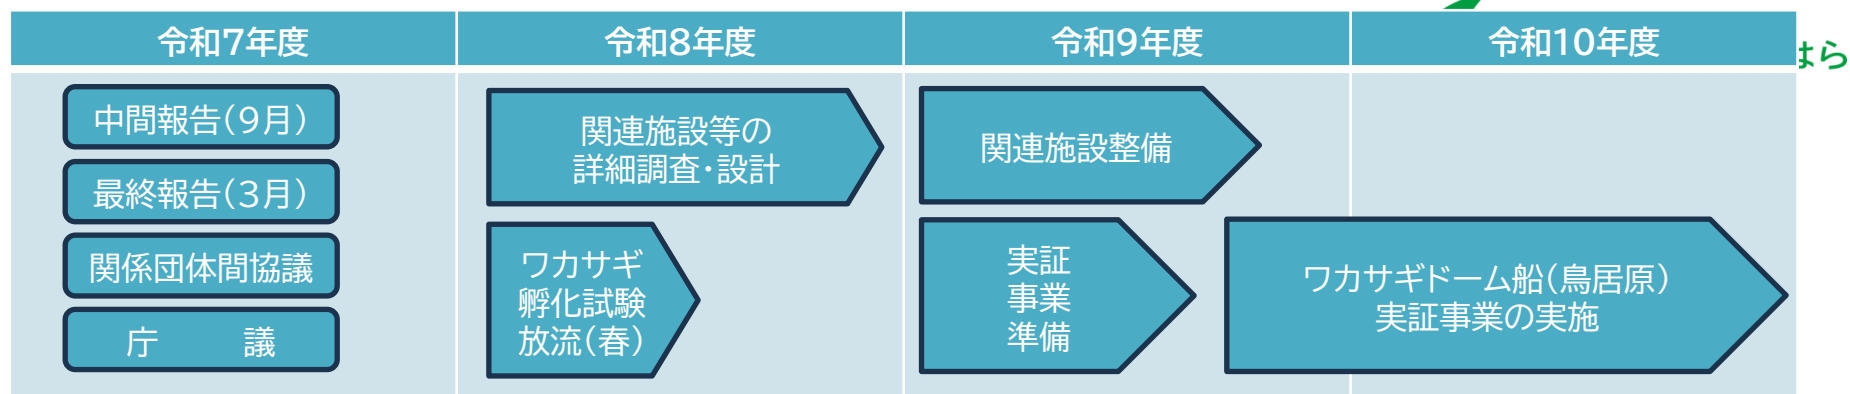 令和7年度
令和8年度
令和9年度
令和10年度
はら
中間報告(9月)
最終報告(3月)
関係団体間協議
庁　　議
関連施設等の
詳細調査・設計
ワカサギ
孵化試験
放流(春)
関連施設整備
実証
事業
準備
ワカサギドーム船(鳥居原)
実証事業の実施